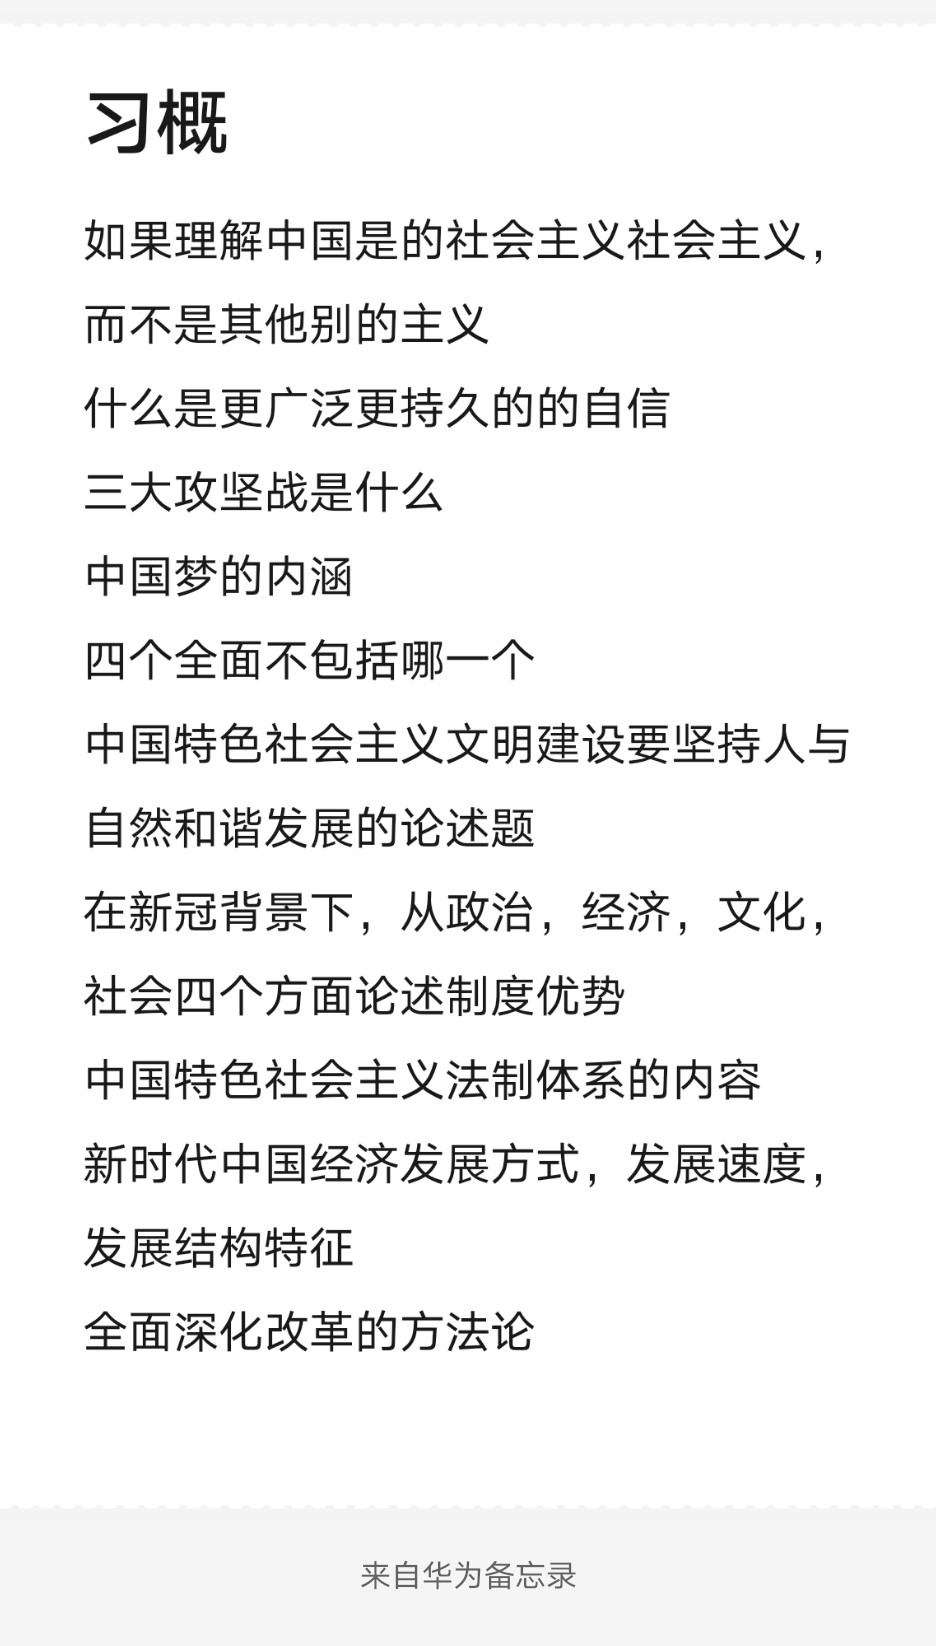 习概
如果理解中国是的社会主义社会主义，
而不是其他别的主义
什么是更广泛更持久的的自信
三大攻坚战是什么
中国梦的内涵
四个全面不包括哪一个
中国特色社会主义文明建设要坚持人与
自然和谐发展的论述题
在新冠背景下，从政治，经济，文化，
社会四个方面论述制度优势
中国特色社会主义法制体系的内容
新时代中国经济发展方式，发展速度，
发展结构特征
全面深化改革的方法论
来自华为备忘录